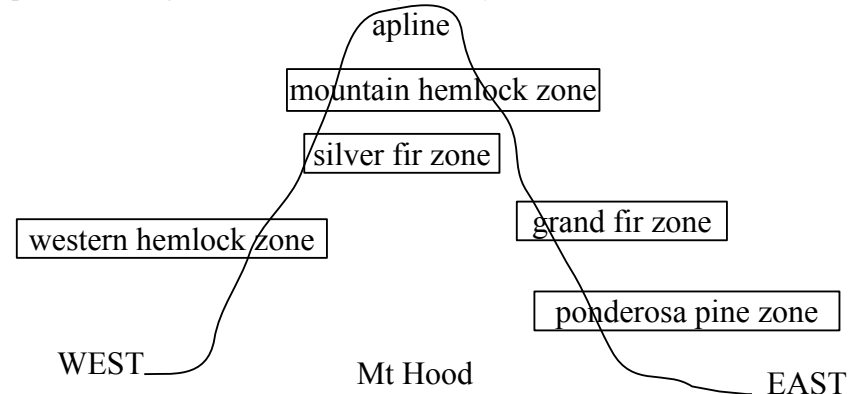 apline
mountain hemlock zone
silver fir zone
grand fir zone
western hemlock zone
ponderosa pine zone
WEST
Mt Hood
EAST